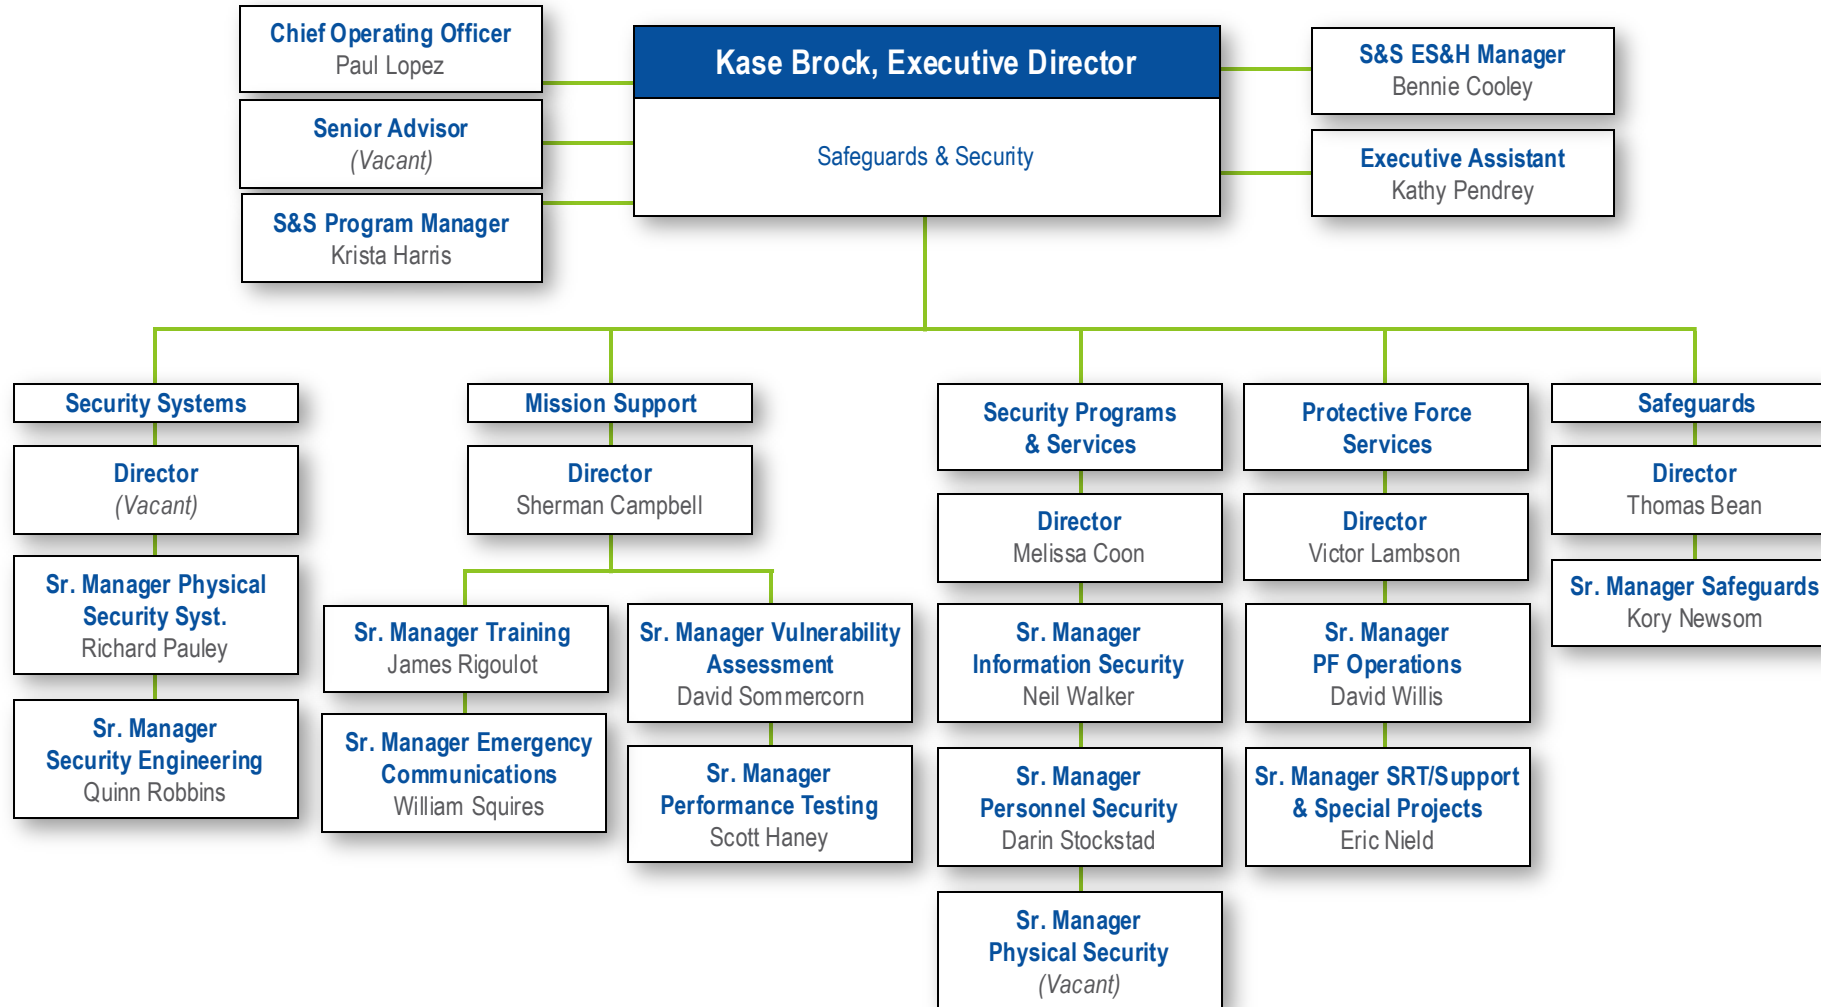 Chief Operating Officer
Paul Lopez
Senior Advisor
(Vacant)
S&S Program Manager
Krista Harris
Kase Brock, Executive Director
Safeguards & Security
S&S ES&H Manager
Bennie Cooley
Executive Assistant
Kathy Pendrey
Security Systems
Director
(Vacant)
Sr. Manager Physical
Security Syst.
Richard Pauley
Sr. Manager
Security Engineering
Quinn Robbins
Mission Support
Director
Sherman Campbell
Sr. Manager Training
James Rigoulot
Sr. Manager Emergency
Communications
William Squires
Sr. Manager Vulnerability
Assessment
David Sommercorn
Sr. Manager
Performance Testing
Scott Haney
Security Programs
& Services
Director
Melissa Coon
Sr. Manager
Information Security
Neil Walker
Sr. Manager
Personnel Security
Darin Stockstad
Sr. Manager
Physical Security
(Vacant)
Protective Force
Services
Director
Victor Lambson
Sr. Manager
PF Operations
David Willis
Sr. Manager SRT/Support
& Special Projects
Eric Nield
Safeguards
Director
Thomas Bean
Sr. Manager Safeguards
Kory Newsom